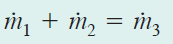 ṁ₁ + ṁ₂ = ṁ₃